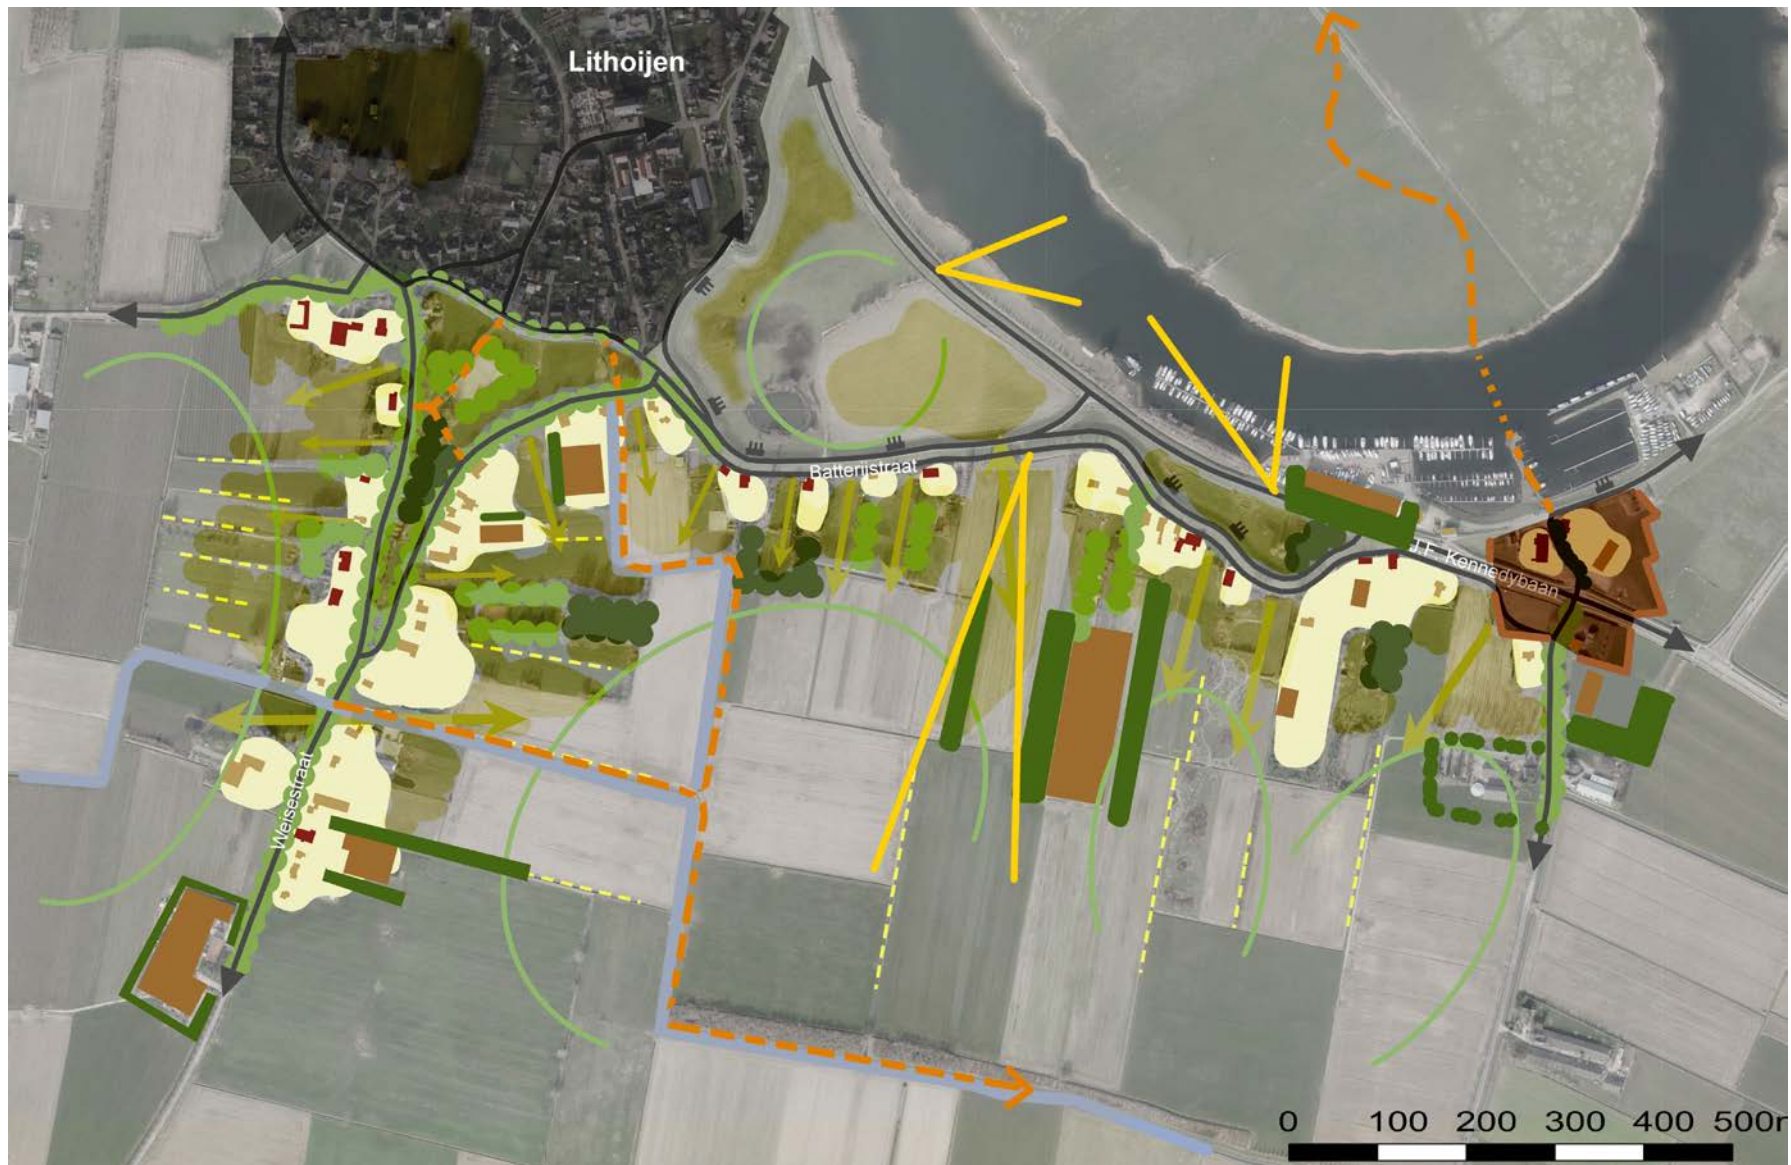 Lithoijen
Batterijstraat
J.F. Kennedybaan
Weisestraat
0 100 200 300 400 500m